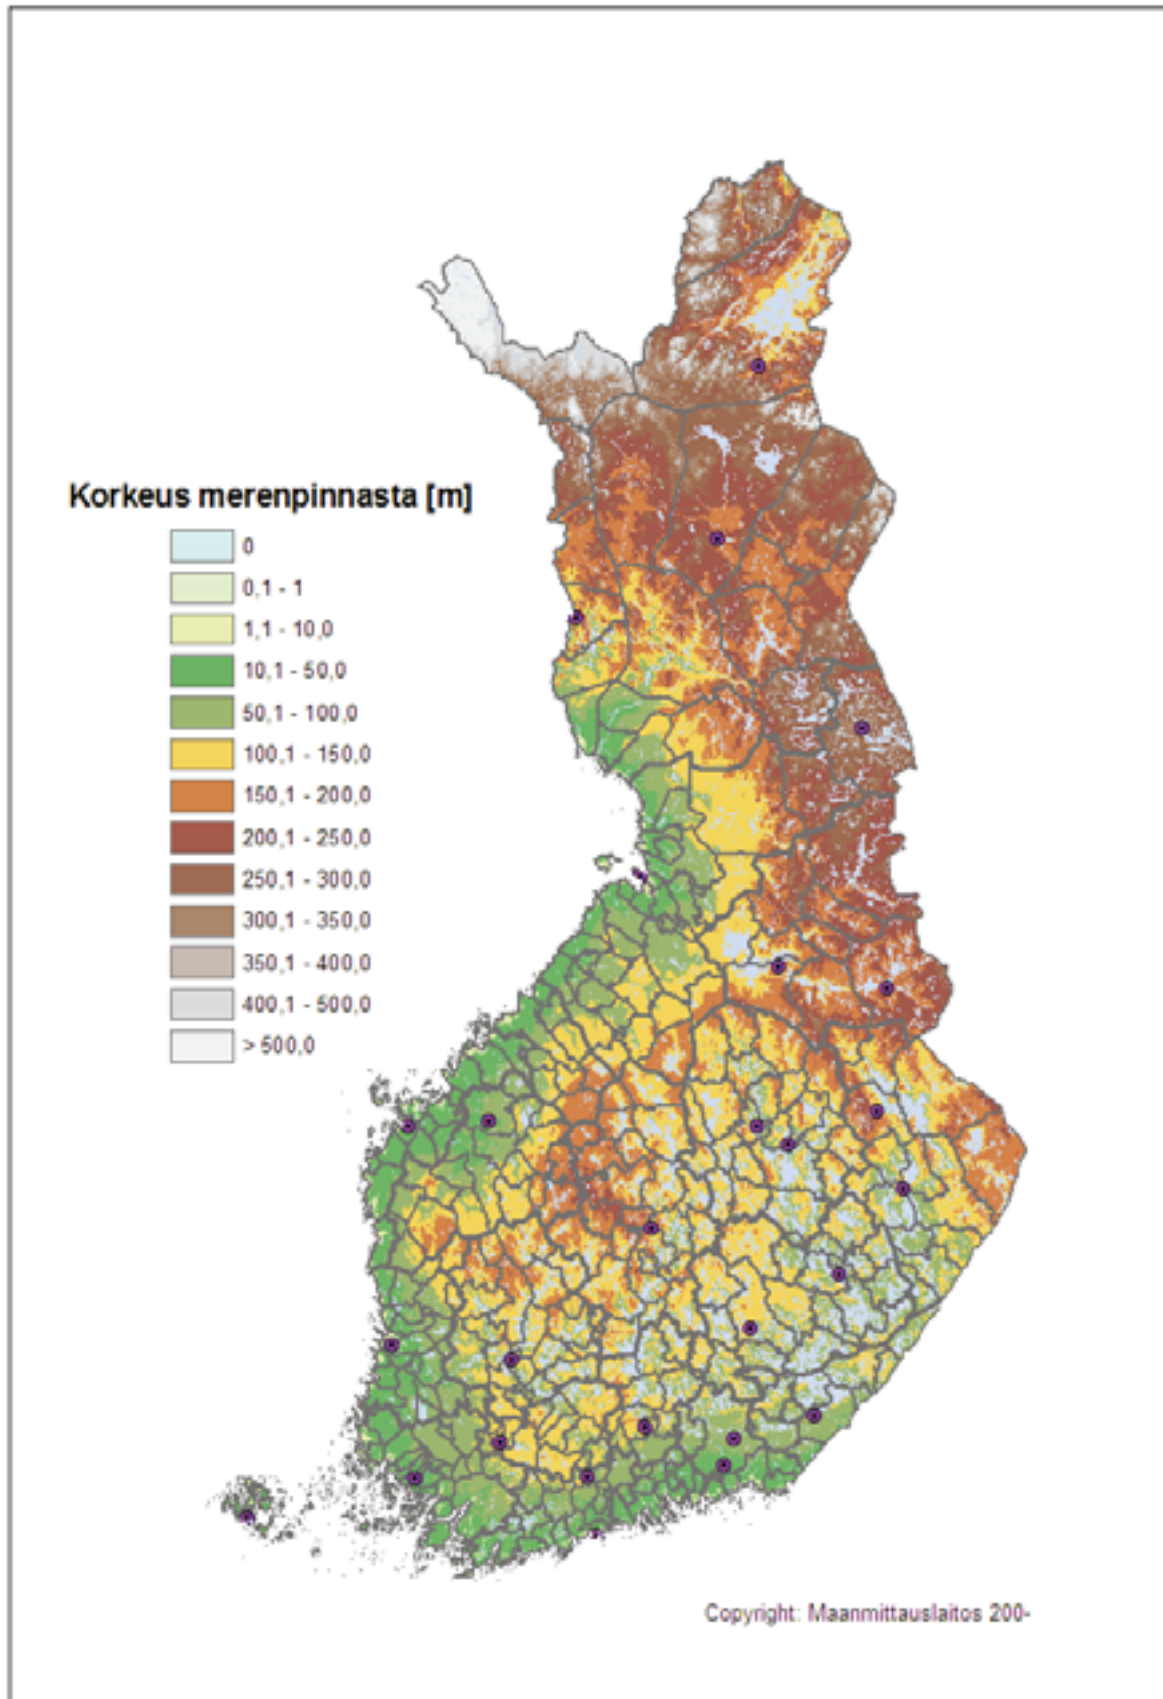 Korkeus merenpinnasta [m]
0
0,1 - 1
1,1 - 10,0
10,1 - 50,0
50,1 - 100,0
100,1 - 150,0
150,1 - 200,0
200,1 - 250,0
250,1 - 300,0
300,1 - 350,0
350,1 - 400,0
400,1 - 500,0
> 500,0
Copyright: Maanmittauslaitos 200-